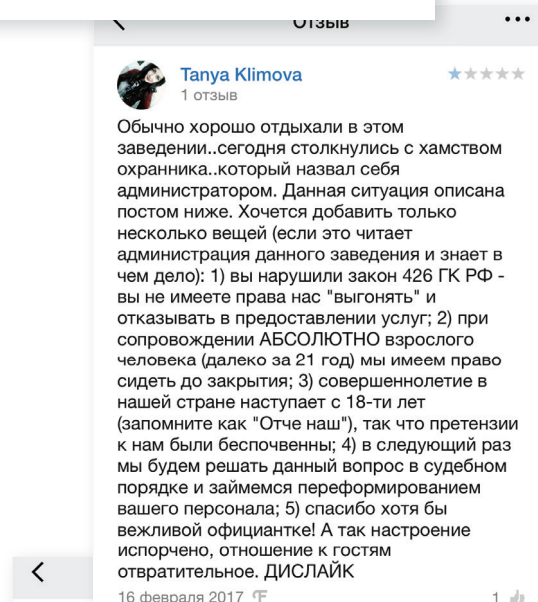 Отзыв
Tanya Klimova
1 отзыв
Обычно хорошо отдыхали в этом
заведении..сегодня столкнулись с хамством
охранника..который назвал себя
администратором. Данная ситуация описана
постом ниже. Хочется добавить только
несколько вещей (если это читает
администрация данного заведения и знает в
чем дело): 1) вы нарушили закон 426 ГК РФ -
вы не имеете права нас "выгонять" и
отказывать в предоставлении услуг; 2) при
сопровождении АБСОЛЮТНО взрослого
человека (далеко за 21 год) мы имеем право
сидеть до закрытия; 3) совершеннолетие в
нашей стране наступает с 18-ти лет
(запомните как "Отче наш"), так что претензии
к нам были беспочвенны; 4) в следующий раз
мы будем решать данный вопрос в судебном
порядке и займемся переформированием
вашего персонала; 5) спасибо хотя бы
вежливой официантке! А так настроение
испорчено, отношение к гостям
отвратительное. ДИСЛАЙК
16 февраля 2017
1